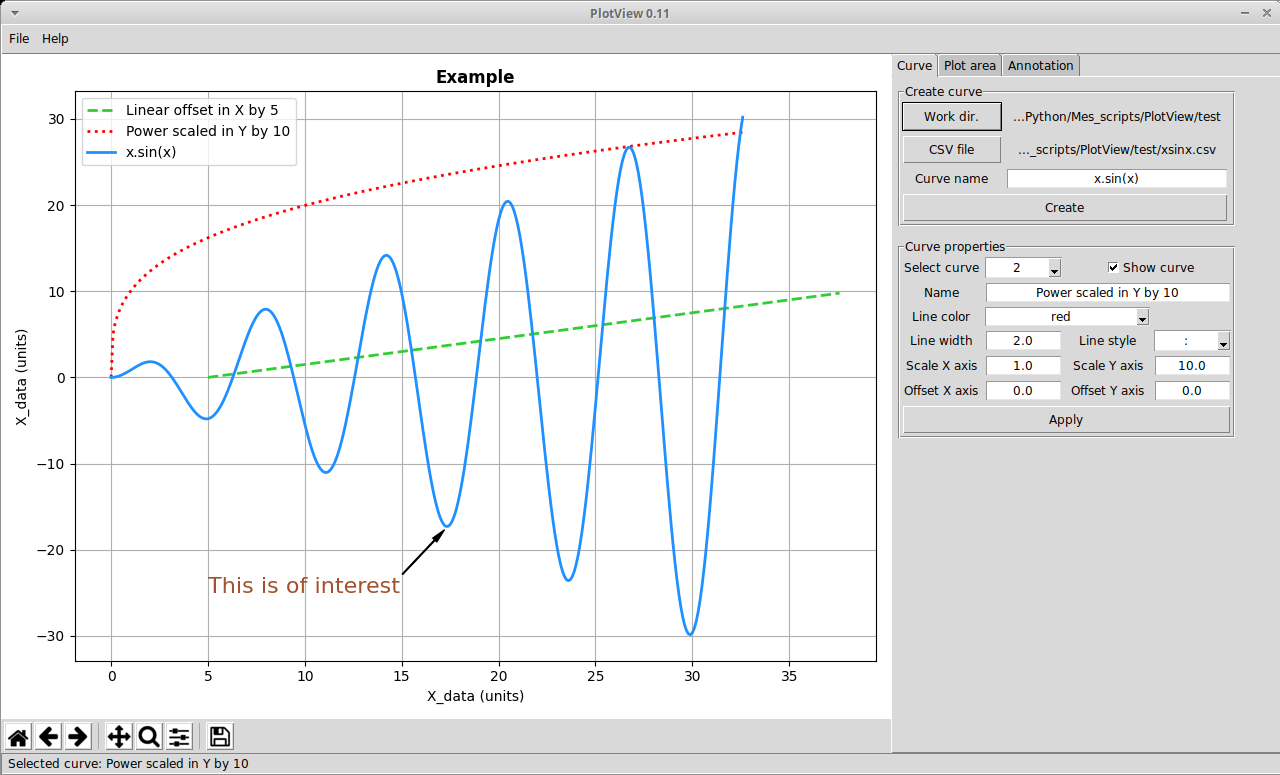 PlotView 0.11
File Help
Example
Linear offset in X by 5
Power scaled in Y by 10
x.sin(x)
30
20
10
0
−10
−20
−30
X_data (units)
This is of interest
0 5 10 15 20 25 30 35
X_data (units)
Curve Plot area Annotation
Create curve
Work dir. ...Python/Mes_scripts/PlotView/test
CSV file ..._scripts/PlotView/test/xsinx.csv
Curve name x.sin(x)
Create
Curve properties
Select curve 2 Show curve
Name Power scaled in Y by 10
Line color red
Line width 2.0 Line style :
Scale X axis 1.0 Scale Y axis 10.0
Offset X axis 0.0 Offset Y axis 0.0
Apply
Selected curve: Power scaled in Y by 10